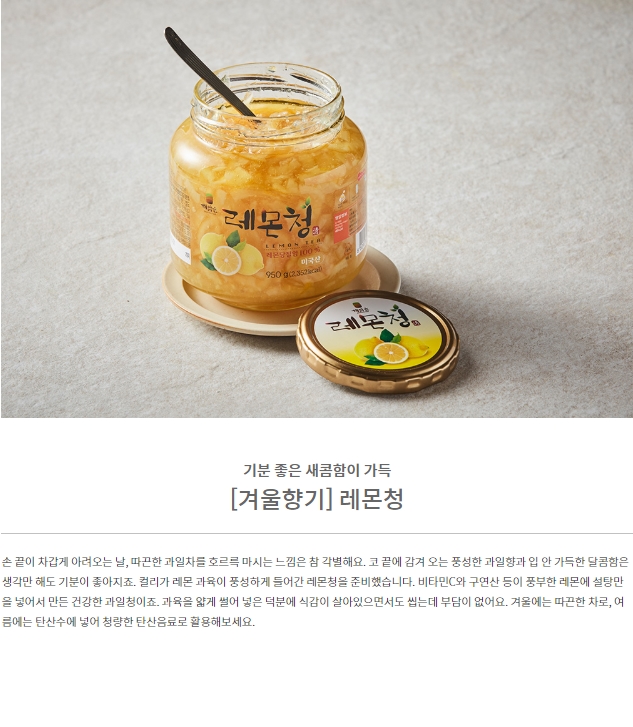 레몬청
LEMON TEA
미국산
950 g(2,352kcal)
레몬청
기분 좋은 새콤함이 가득
[겨울향기] 레몬청
손 끝이 차갑게 아려오는 날, 따끈한 과일차를 호르륵 마시는 느낌은 참 각별해요. 코 끝에 감겨 오는 풍성한 과일향과 입 안 가득한 달콤함은
생각만 해도 기분이 좋아지죠. 컬리가 레몬 과육이 풍성하게 들어간 레몬청을 준비했습니다. 비타민C와 구연산 등이 풍부한 레몬에 설탕만
을 넣어서 만든 건강한 과일청이죠. 과육을 얇게 썰어 넣은 덕분에 식감이 살아있으면서도 씹는데 부담이 없어요. 겨울에는 따끈한 차로, 여
름에는 탄산수에 넣어 청량한 탄산음료로 활용해보세요.